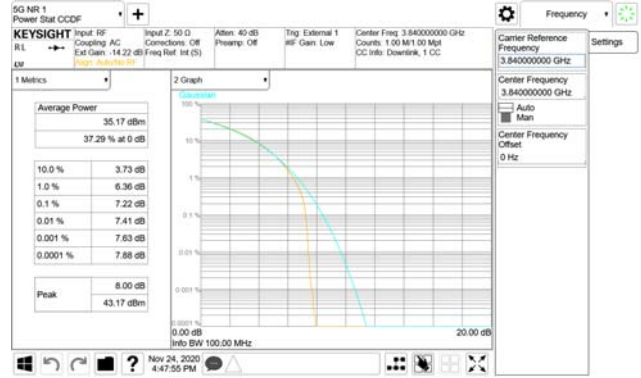 5G NR 1
Power Stat CCDF
Frequency
KEYSIGHT
RL
Input: RF
Coupling: AC
Ext Gain: -14.22 dB
Align: Auto/No RF
Input Z: 50 Ω
Corrections: Off
Freq Ref: Int (S)
Atten: 40 dB
Preamp: Off
Trig: External 1
#IF Gain: Low
Center Freq: 3.840000000 GHz
Counts: 1.00 M/1.00 Mpt
CC Info: Downlink, 1 CC
Settings
Carrier Reference
Frequency
3.840000000 GHz
Center Frequency
3.840000000 GHz
Auto
Man
Center Frequency
Offset
0 Hz
1 Metrics
Average Power
35.17 dBm
37.29 % at 0 dB
10.0 % 3.73 dB
1.0 % 6.36 dB
0.1 % 7.22 dB
0.01 % 7.41 dB
0.001 % 7.63 dB
0.0001 % 7.88 dB
Peak
8.00 dB
43.17 dBm
2 Graph
Gaussian
100 %
10 %
1 %
0.1 %
0.01 %
0.001 %
0.0001 %
0.00 dB
20.00 dB
Info BW 100.00 MHz
Nov 24, 2020
4:47:55 PM